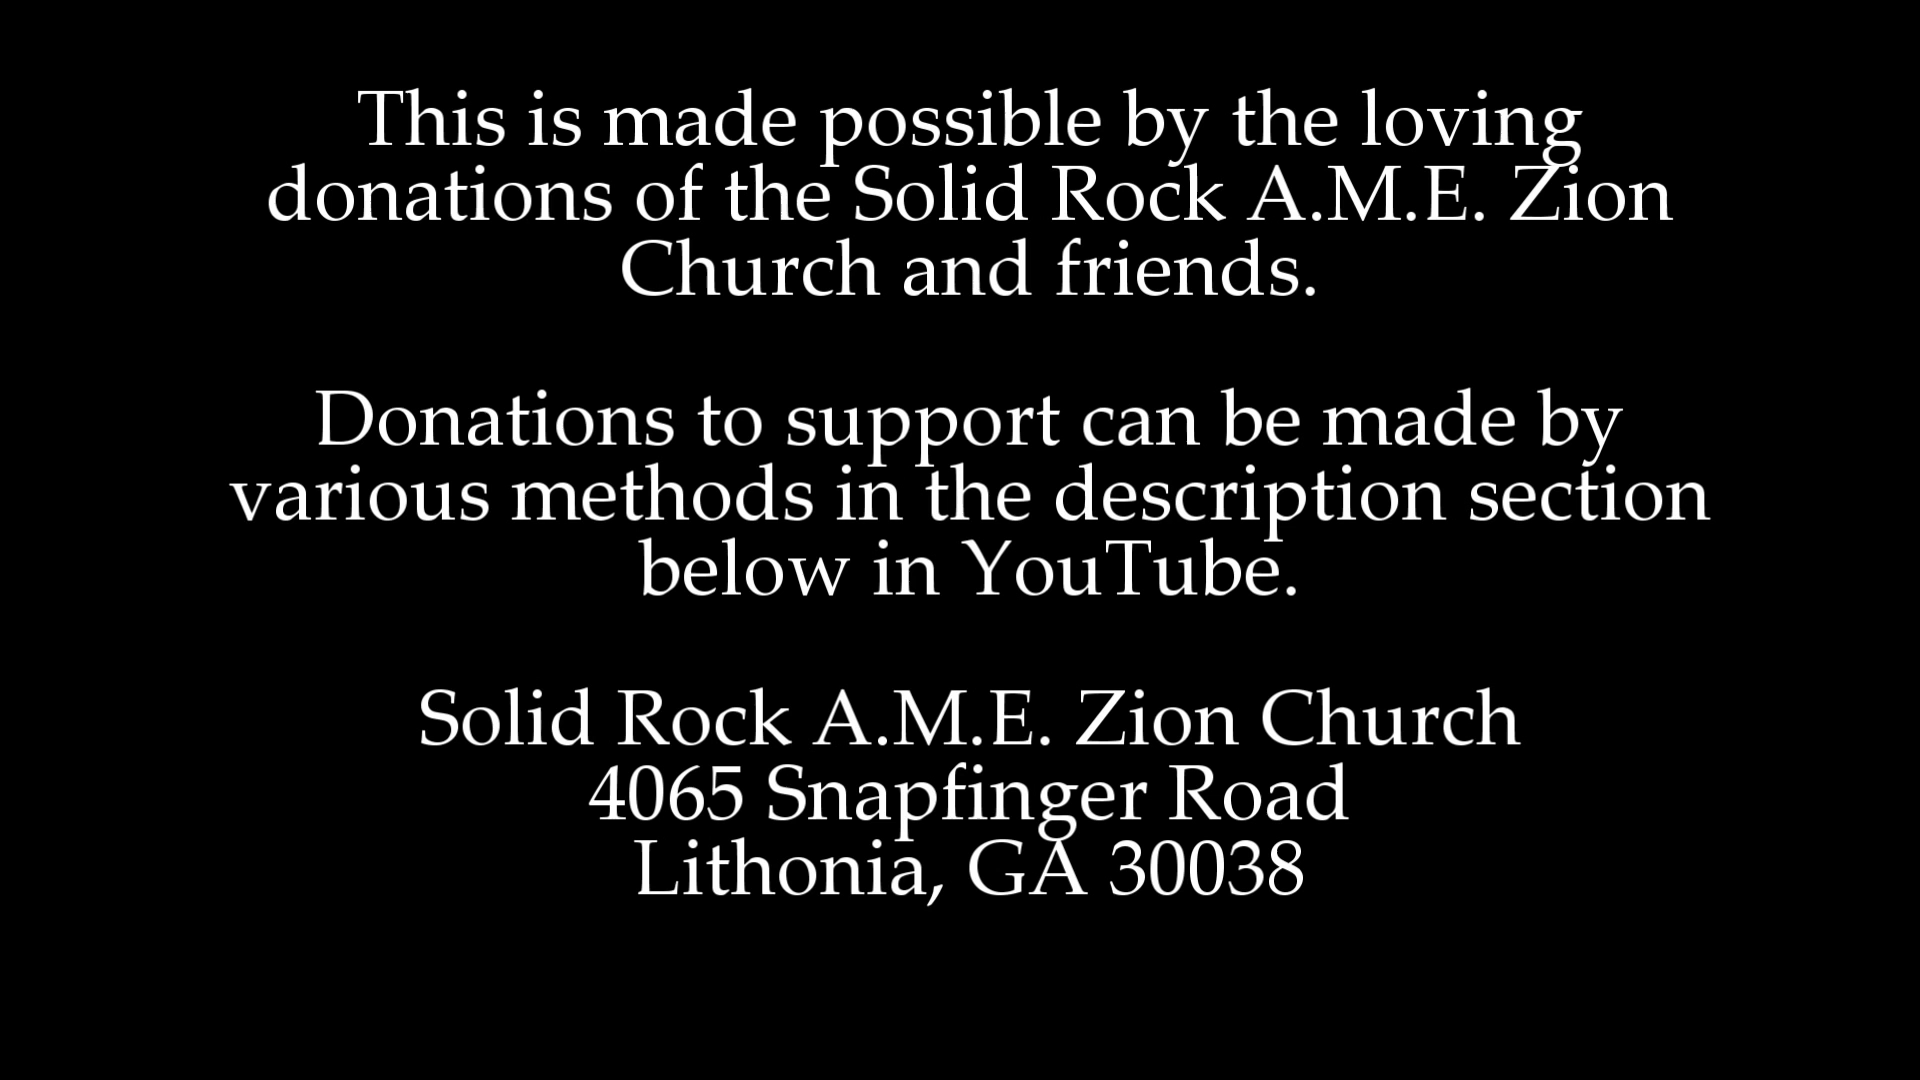 This is made possible by the loving
donations of the Solid Rock A.M.E. Zion
Church and friends.
Donations to support can be made by
various methods in the description section
below in YouTube.
Solid Rock A.M.E. Zion Church
4065 Snapfinger Road
Lithonia, GA 30038